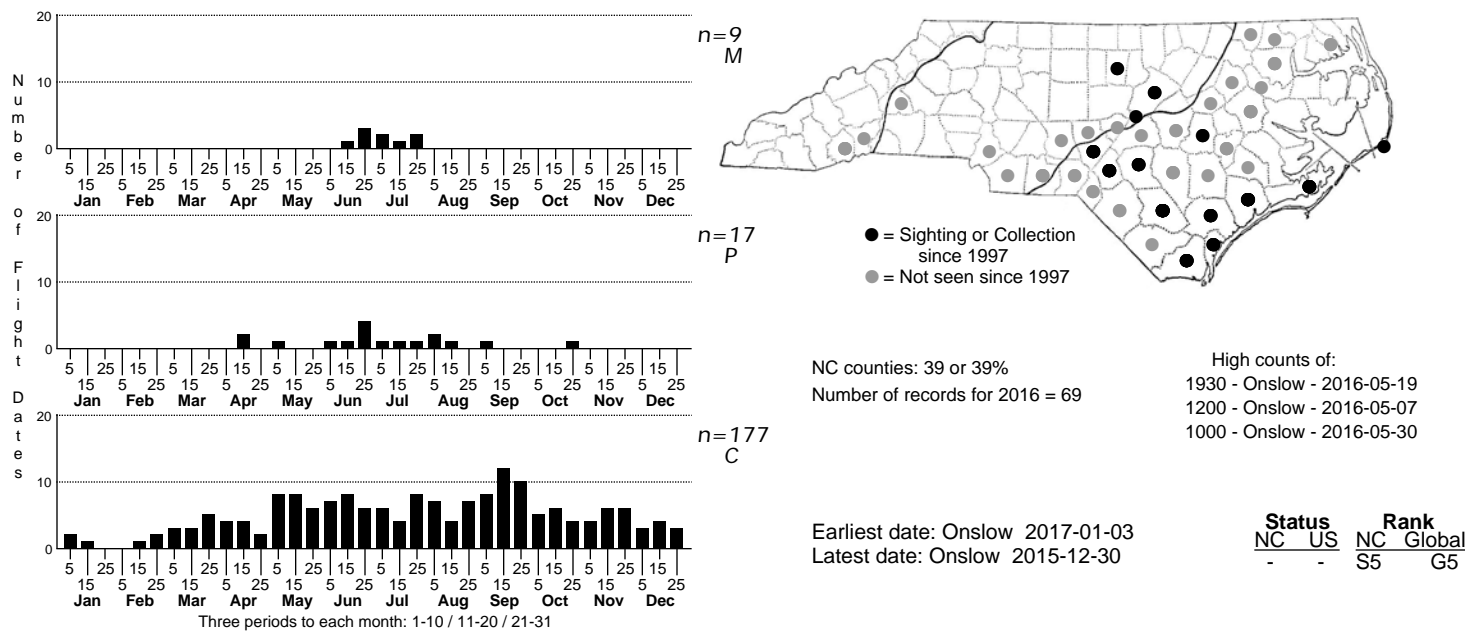 Number of Flight Dates
20
10
0
5 25 15 5 25 15 5 25 15 5 25 15 5 25 15 5 25 15
15 5 25 15 5 25 15 5 25 15 5 25 15 5 25 15 5 25
Jan Feb Mar Apr May Jun Jul Aug Sep Oct Nov Dec
n=9
M
20
10
0
5 25 15 5 25 15 5 25 15 5 25 15 5 25 15 5 25 15
15 5 25 15 5 25 15 5 25 15 5 25 15 5 25 15 5 25
Jan Feb Mar Apr May Jun Jul Aug Sep Oct Nov Dec
n=17
P
20
10
0
5 25 15 5 25 15 5 25 15 5 25 15 5 25 15 5 25 15
15 5 25 15 5 25 15 5 25 15 5 25 15 5 25 15 5 25
Jan Feb Mar Apr May Jun Jul Aug Sep Oct Nov Dec
n=177
C
Three periods to each month: 1-10 / 11-20 / 21-31
= Sighting or Collection
since 1997
= Not seen since 1997
NC counties: 39 or 39%
Number of records for 2016 = 69
High counts of:
1930 - Onslow - 2016-05-19
1200 - Onslow - 2016-05-07
1000 - Onslow - 2016-05-30
Earliest date: Onslow 2017-01-03
Latest date: Onslow 2015-12-30
Status Rank
NC US NC Global
- - S5 G5